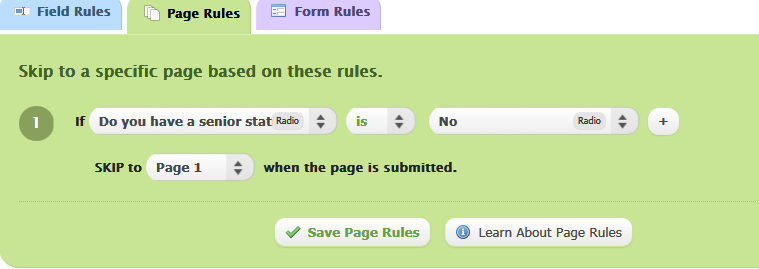 Field Rules Page Rules Form Rules
Skip to a specific page based on these rules.
1 If Do you have a senior stat Radio is No Radio +
SKIP to Page 1 when the page is submitted.
Save Page Rules Learn About Page Rules